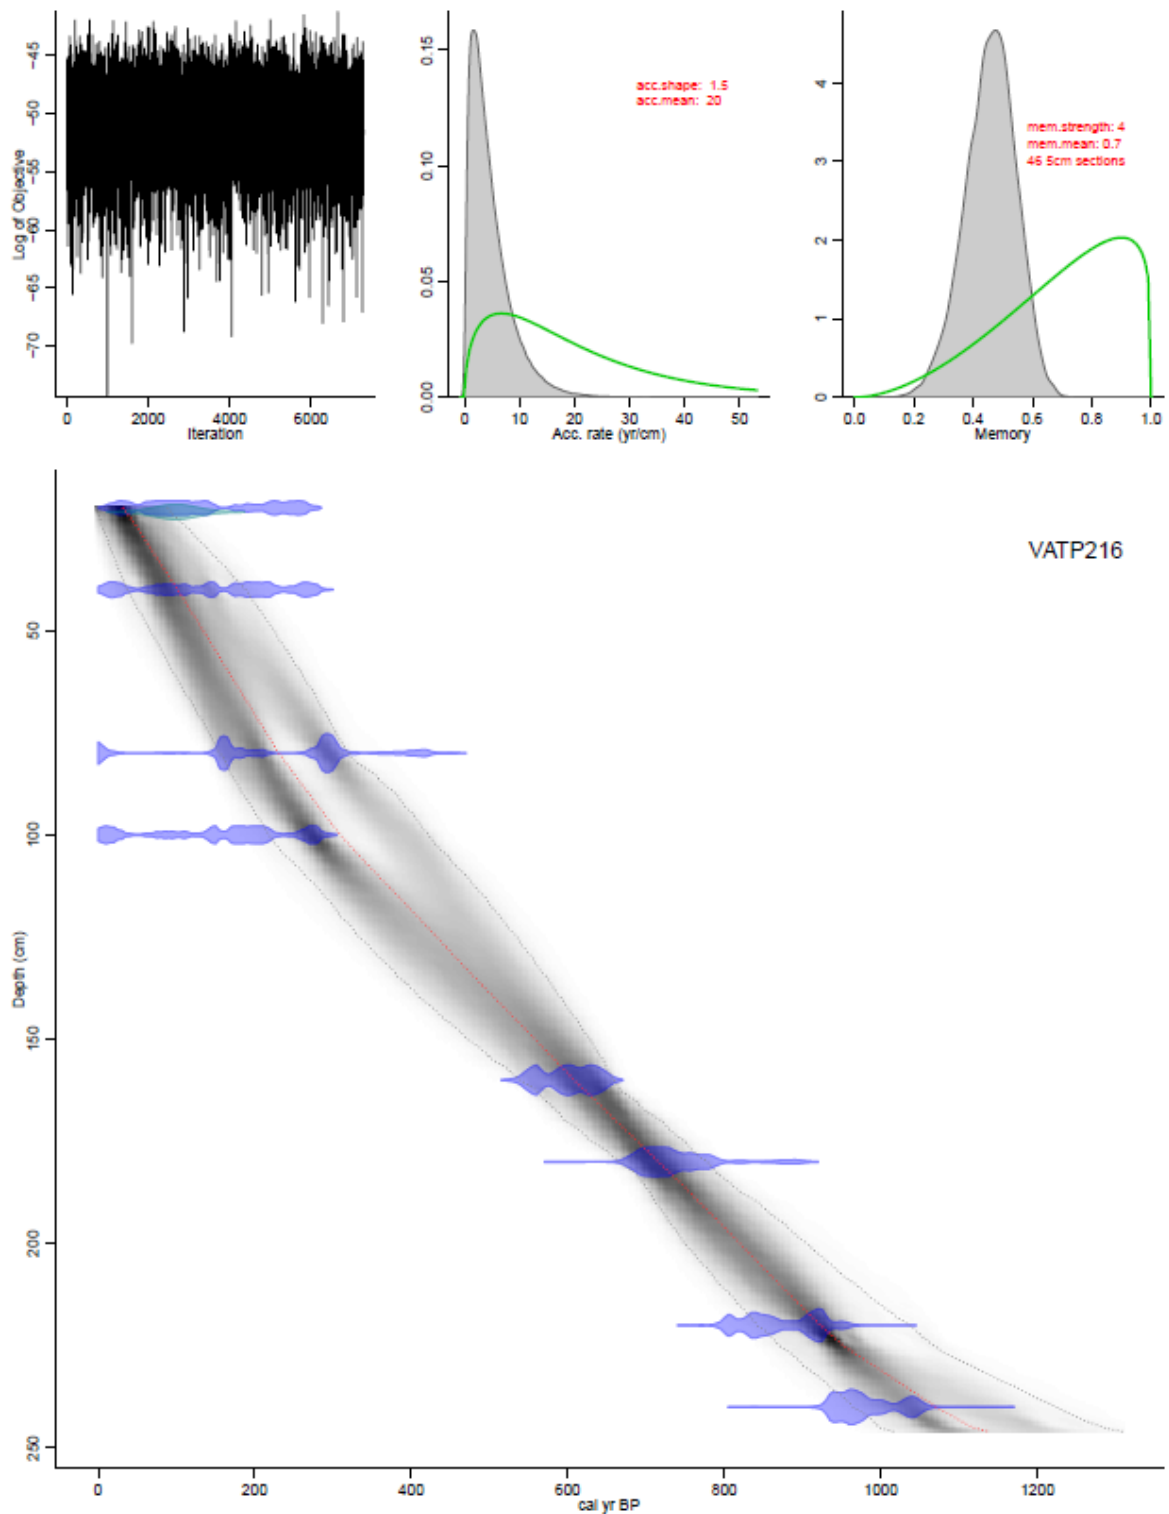 -45
-50
-55
-60
-65
-70
Log of Objective
0 2000 4000 6000
Iteration
0.15
0.10
0.05
0.00
acc.shape: 1.5
acc.mean: 20
0 10 20 30 40 50
Acc. rate (yr/cm)
4
3
2
1
0
mem.strength: 4
mem.mean: 0.7
46 5cm sections
0.0 0.2 0.4 0.6 0.8 1.0
Memory
VATP216
50
100
150
200
250
Depth (cm)
0 200 400 600 800 1000 1200
cal yr BP